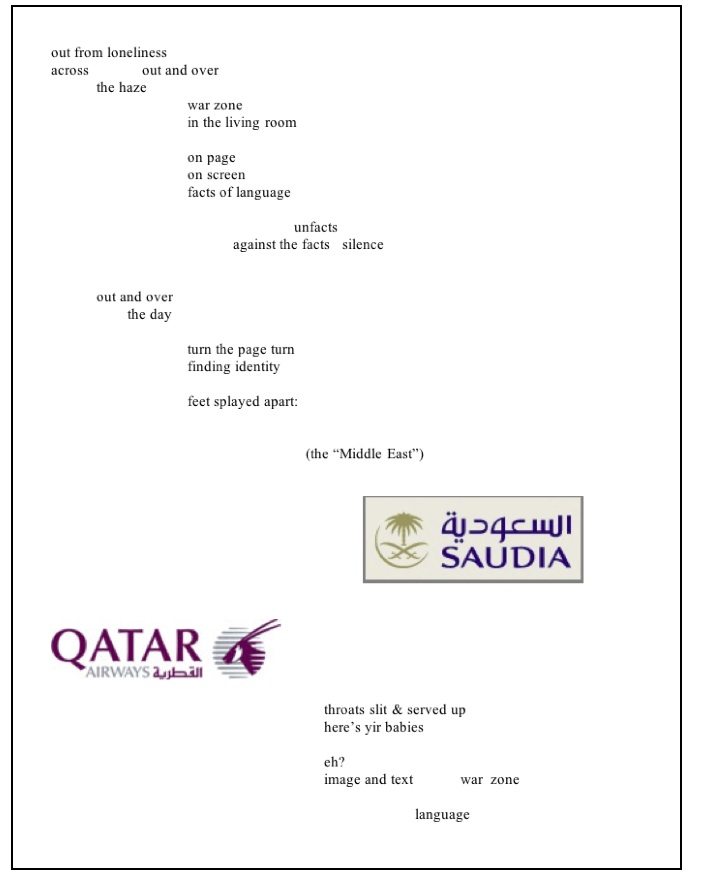 out from loneliness
across out and over
the haze
war zone
in the living room
on page
on screen
facts of language
unfacts
against the facts silence
out and over
the day
turn the page turn
finding identity
feet splayed apart:
(the “Middle East”)
السعودية
SAUDIA
QATAR
AIRWAYS القطرية
throats slit & served up
here’s yir babies
eh?
image and text war zone
language